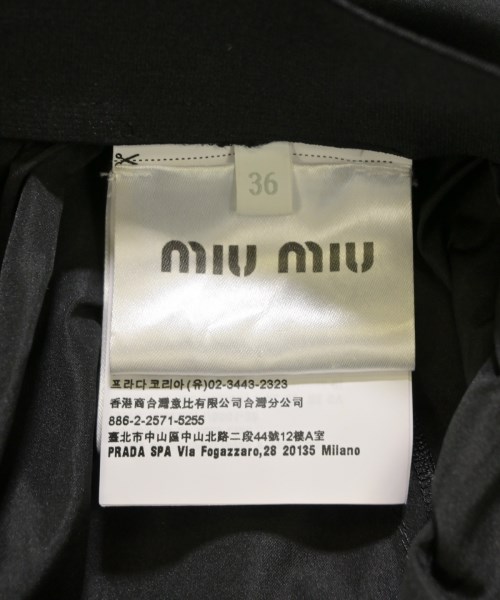 36
miu miu
프라다코리아(유)02-3443-2323
香港商台灣意比有限公司台灣分公司
886-2-2571-5255
臺北市中山區中山北路二段44號12樓A室
PRADA SPA Via Fogazzaro,28 20135 Milano